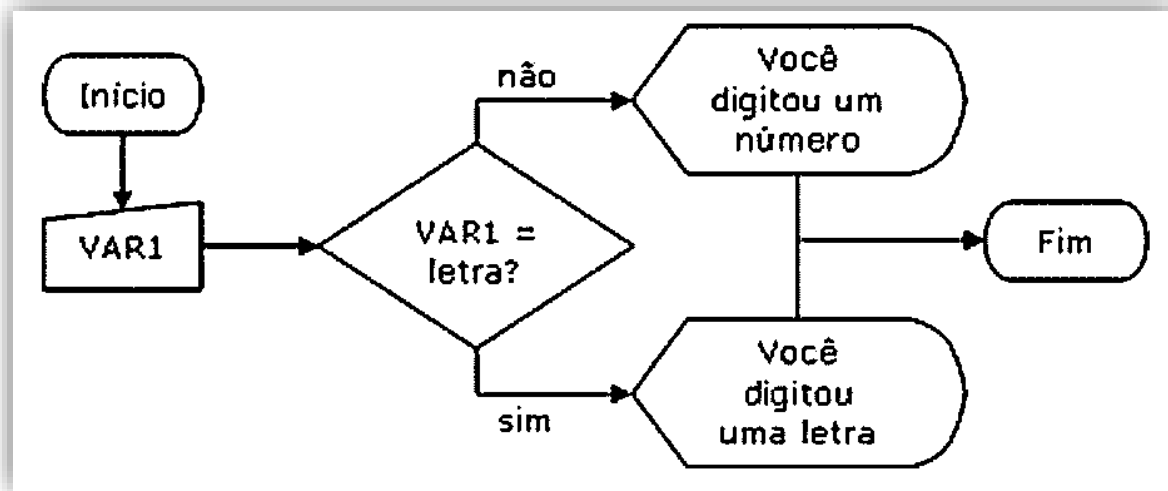 Início
VAR1
VAR1 =
letra?
não
Você
digitou um
número
sim
Você
digitou
uma letra
Fim